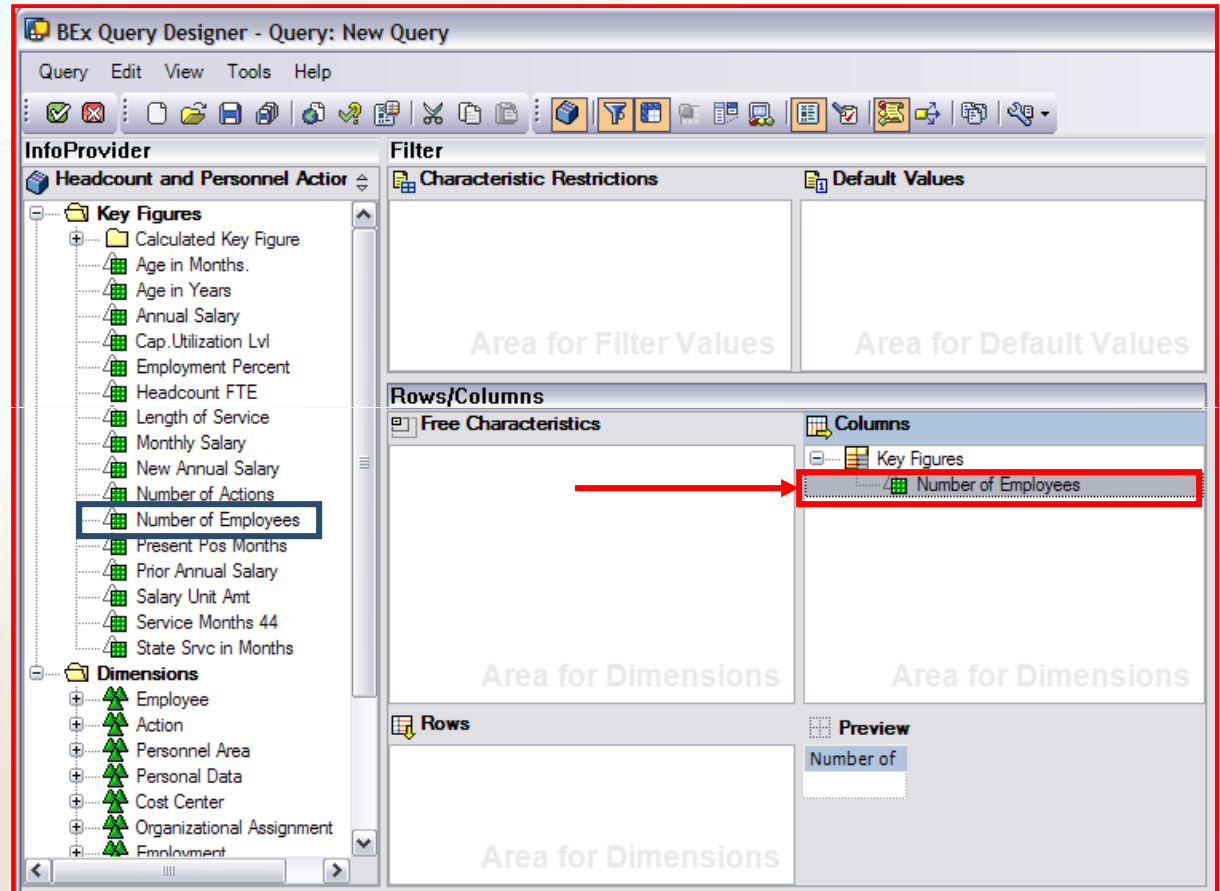 BEx Query Designer - Query: New Query
Query Edit View Tools Help
InfoProvider
Headcount and Personnel Action
Key Figures
Calculated Key Figure
Age in Months.
Age in Years
Annual Salary
Cap.Utilization Lvl
Employment Percent
Headcount FTE
Length of Service
Monthly Salary
New Annual Salary
Number of Actions
Number of Employees
Present Pos Months
Prior Annual Salary
Salary Unit Amt
Service Months 44
State Srvc in Months
Dimensions
Employee
Action
Personnel Area
Personal Data
Cost Center
Organizational Assignment
Employment
Filter
Characteristic Restrictions
Area for Filter Values
Default Values
Area for Default Values
Rows/Columns
Free Characteristics
Area for Dimensions
Columns
Key Figures
Number of Employees
Area for Dimensions
Rows
Area for Dimensions
Preview
Number of